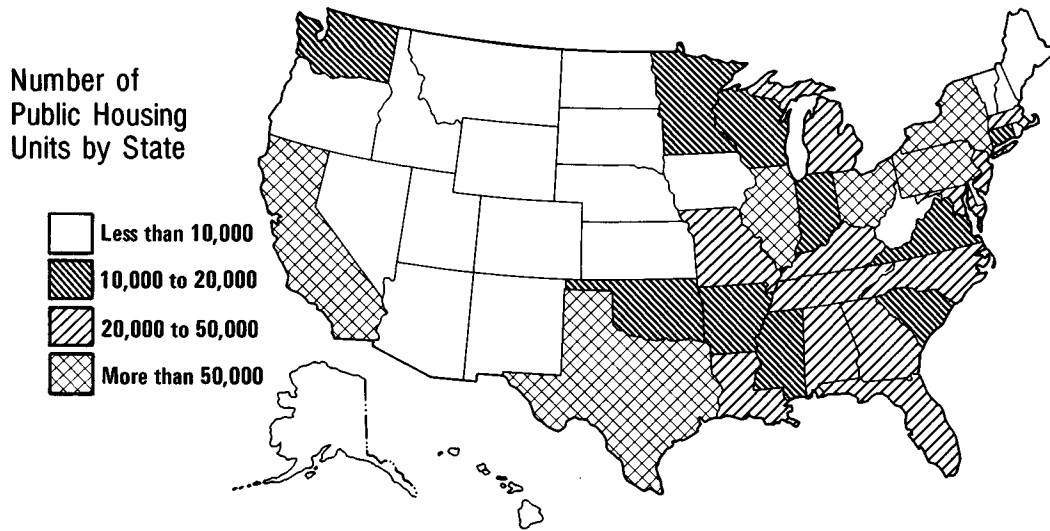 Number of
Public Housing
Units by State
Less than 10,000
10,000 to 20,000
20,000 to 50,000
More than 50,000